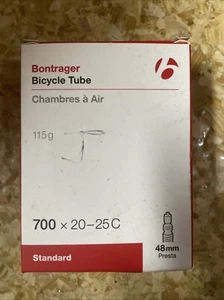 Bontrager
Bicycle Tube
Chambres à Air
115g
700 x 20-25C
48mm
Presta
Standard